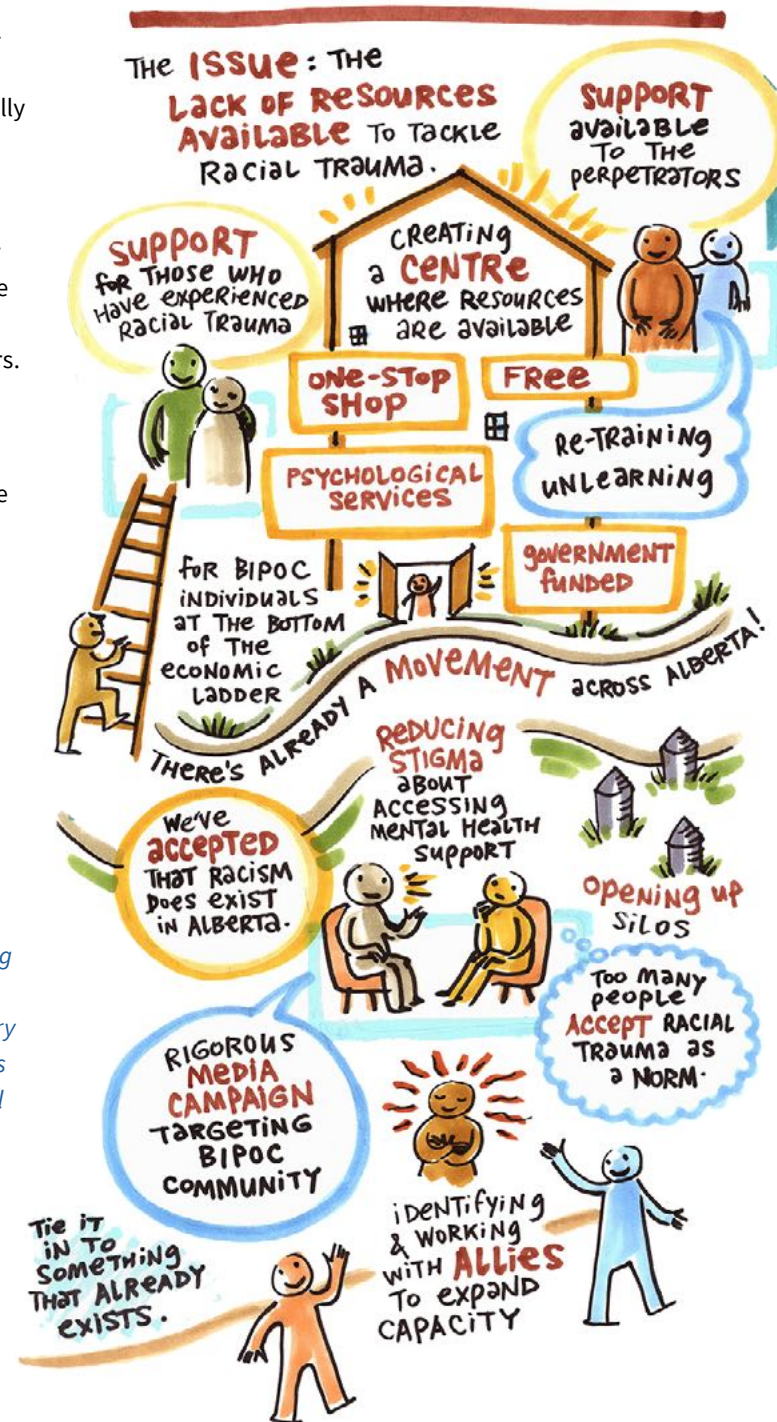 lly
e
rs.
e
g
ry
s
l
THE ISSUE: THE
LACK OF RESOURCES
AVAILABLE TO TACKLE
RACIAL TRAUMA.
SUPPORT
AVAILABLE
TO THE
PERPETRATORS
SUPPORT
FOR THOSE WHO
HAVE EXPERIENCED
RACIAL TRAUMA
CREATING
A CENTRE
WHERE RESOURCES
ARE AVAILABLE
ONE-STOP
SHOP
FREE
RE-TRAINING
UNLEARNING
PSYCHOLOGICAL
SERVICES
GOVERNMENT
FUNDED
FOR BIPOC
INDIVIDUALS
AT THE BOTTOM
OF THE
ECONOMIC
LADDER
THERE'S ALREADY A MOVEMENT ACROSS ALBERTA!
REDUCING
STIGMA
ABOUT
ACCESSING
MENTAL HEALTH
SUPPORT
WE'VE
ACCEPTED
THAT RACISM
DOES EXIST
IN ALBERTA.
OPENING UP
SILOS
TOO MANY
PEOPLE
ACCEPT RACIAL
TRAUMA AS
A NORM.
RIGOROUS
MEDIA
CAMPAIGN
TARGETING
BIPOC
COMMUNITY
TIE IT
IN TO
SOMETHING
THAT ALREADY
EXISTS.
IDENTIFYING
& WORKING
WITH ALLIES
TO EXPAND
CAPACITY